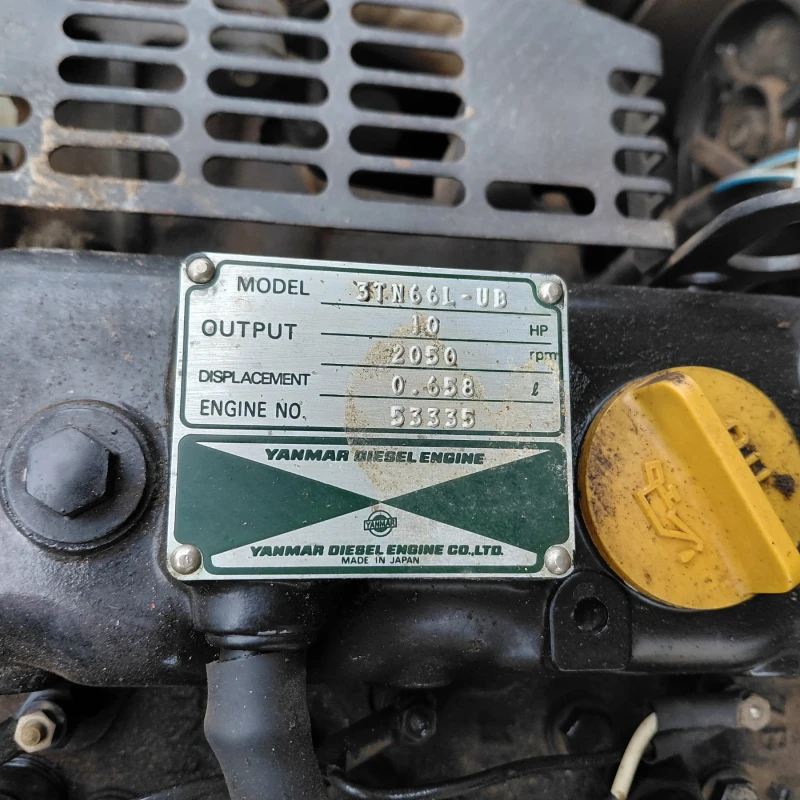 MODEL 3TN66L-UB
OUTPUT 10 HP
2050 rpm
DISPLACEMENT 0.658 ℓ
ENGINE NO. 53335
YANMAR DIESEL ENGINE
YANMAR
YANMAR DIESEL ENGINE CO.,LTD.
MADE IN JAPAN